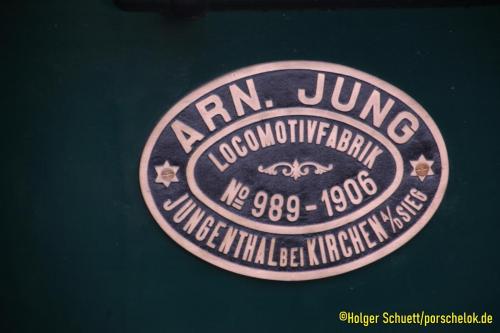 ARN. JUNG
LOCOMOTIVFABRIK
No 989-1906
JUNGENTHAL BEI KIRCHEN A/D SIEG
©Holger Schuett/porschelok.de